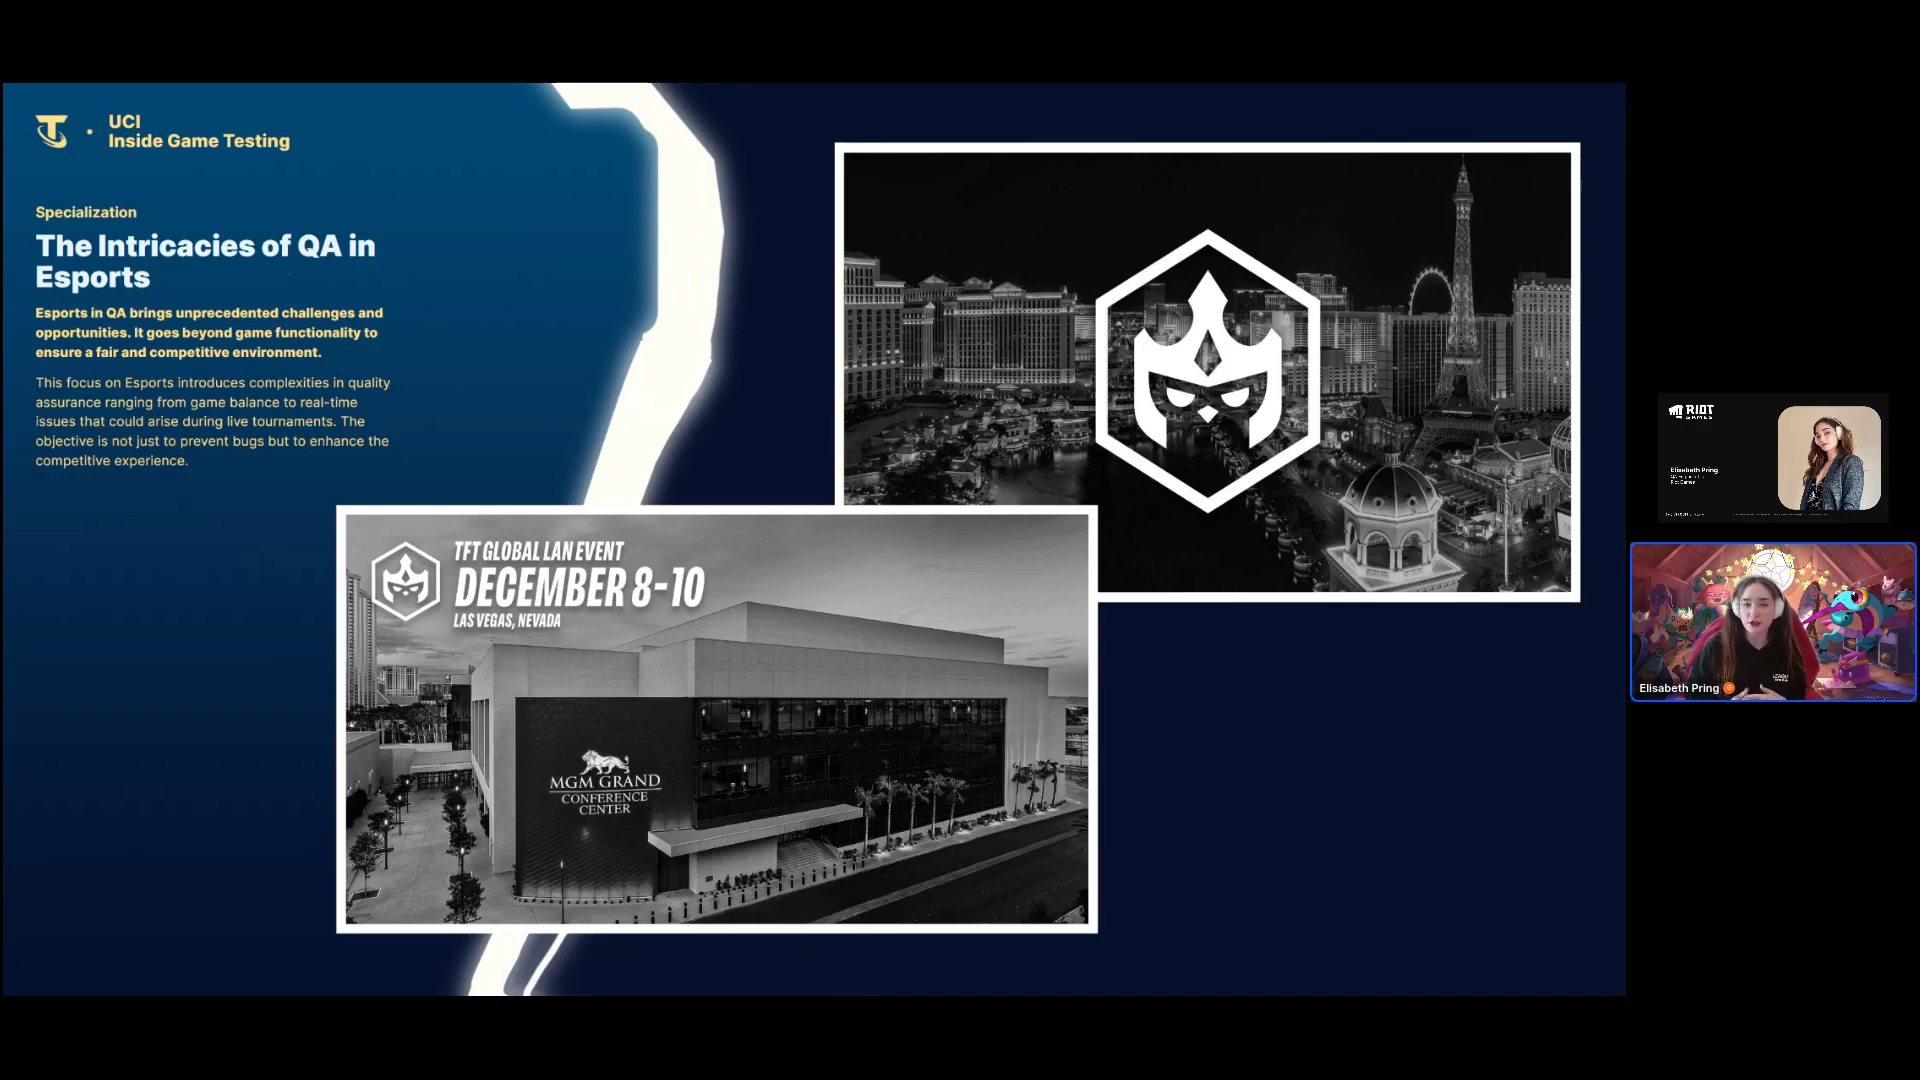 UCI
Inside Game Testing
Specialization
The Intricacies of QA in
Esports
Esports in QA brings unprecedented challenges and
opportunities. It goes beyond game functionality to
ensure a fair and competitive environment.
This focus on Esports introduces complexities in quality
assurance ranging from game balance to real-time
issues that could arise during live tournaments. The
objective is not just to prevent bugs but to enhance the
competitive experience.
TFT GLOBAL LAN EVENT
DECEMBER 8-10
LAS VEGAS, NEVADA
MGM GRAND
CONFERENCE
CENTER
RIOT
GAMES
Elisabeth Pring
Riot Games
Elisabeth Pring